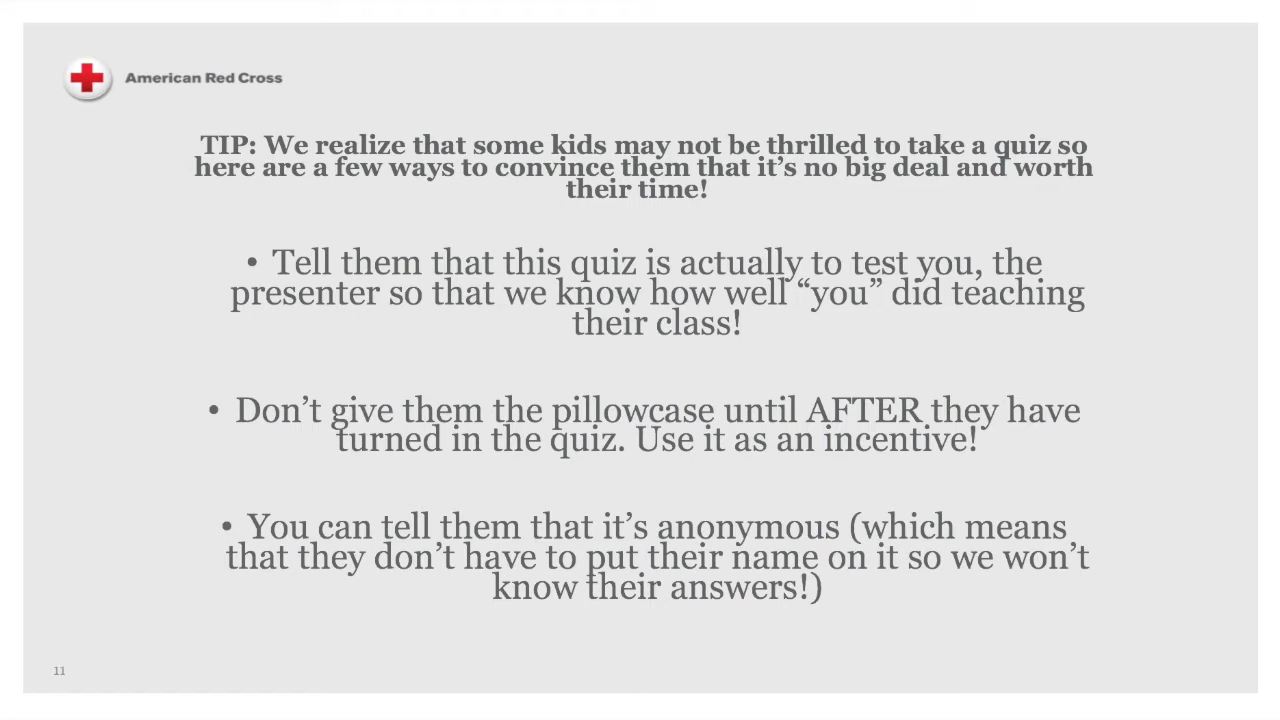 American Red Cross
TIP: We realize that some kids may not be thrilled to take a quiz so
here are a few ways to convince them that it’s no big deal and worth
their time!
• Tell them that this quiz is actually to test you, the
presenter so that we know how well “you” did teaching
their class!
• Don’t give them the pillowcase until AFTER they have
turned in the quiz. Use it as an incentive!
• You can tell them that it’s anonymous (which means
that they don’t have to put their name on it so we won’t
know their answers!)
11